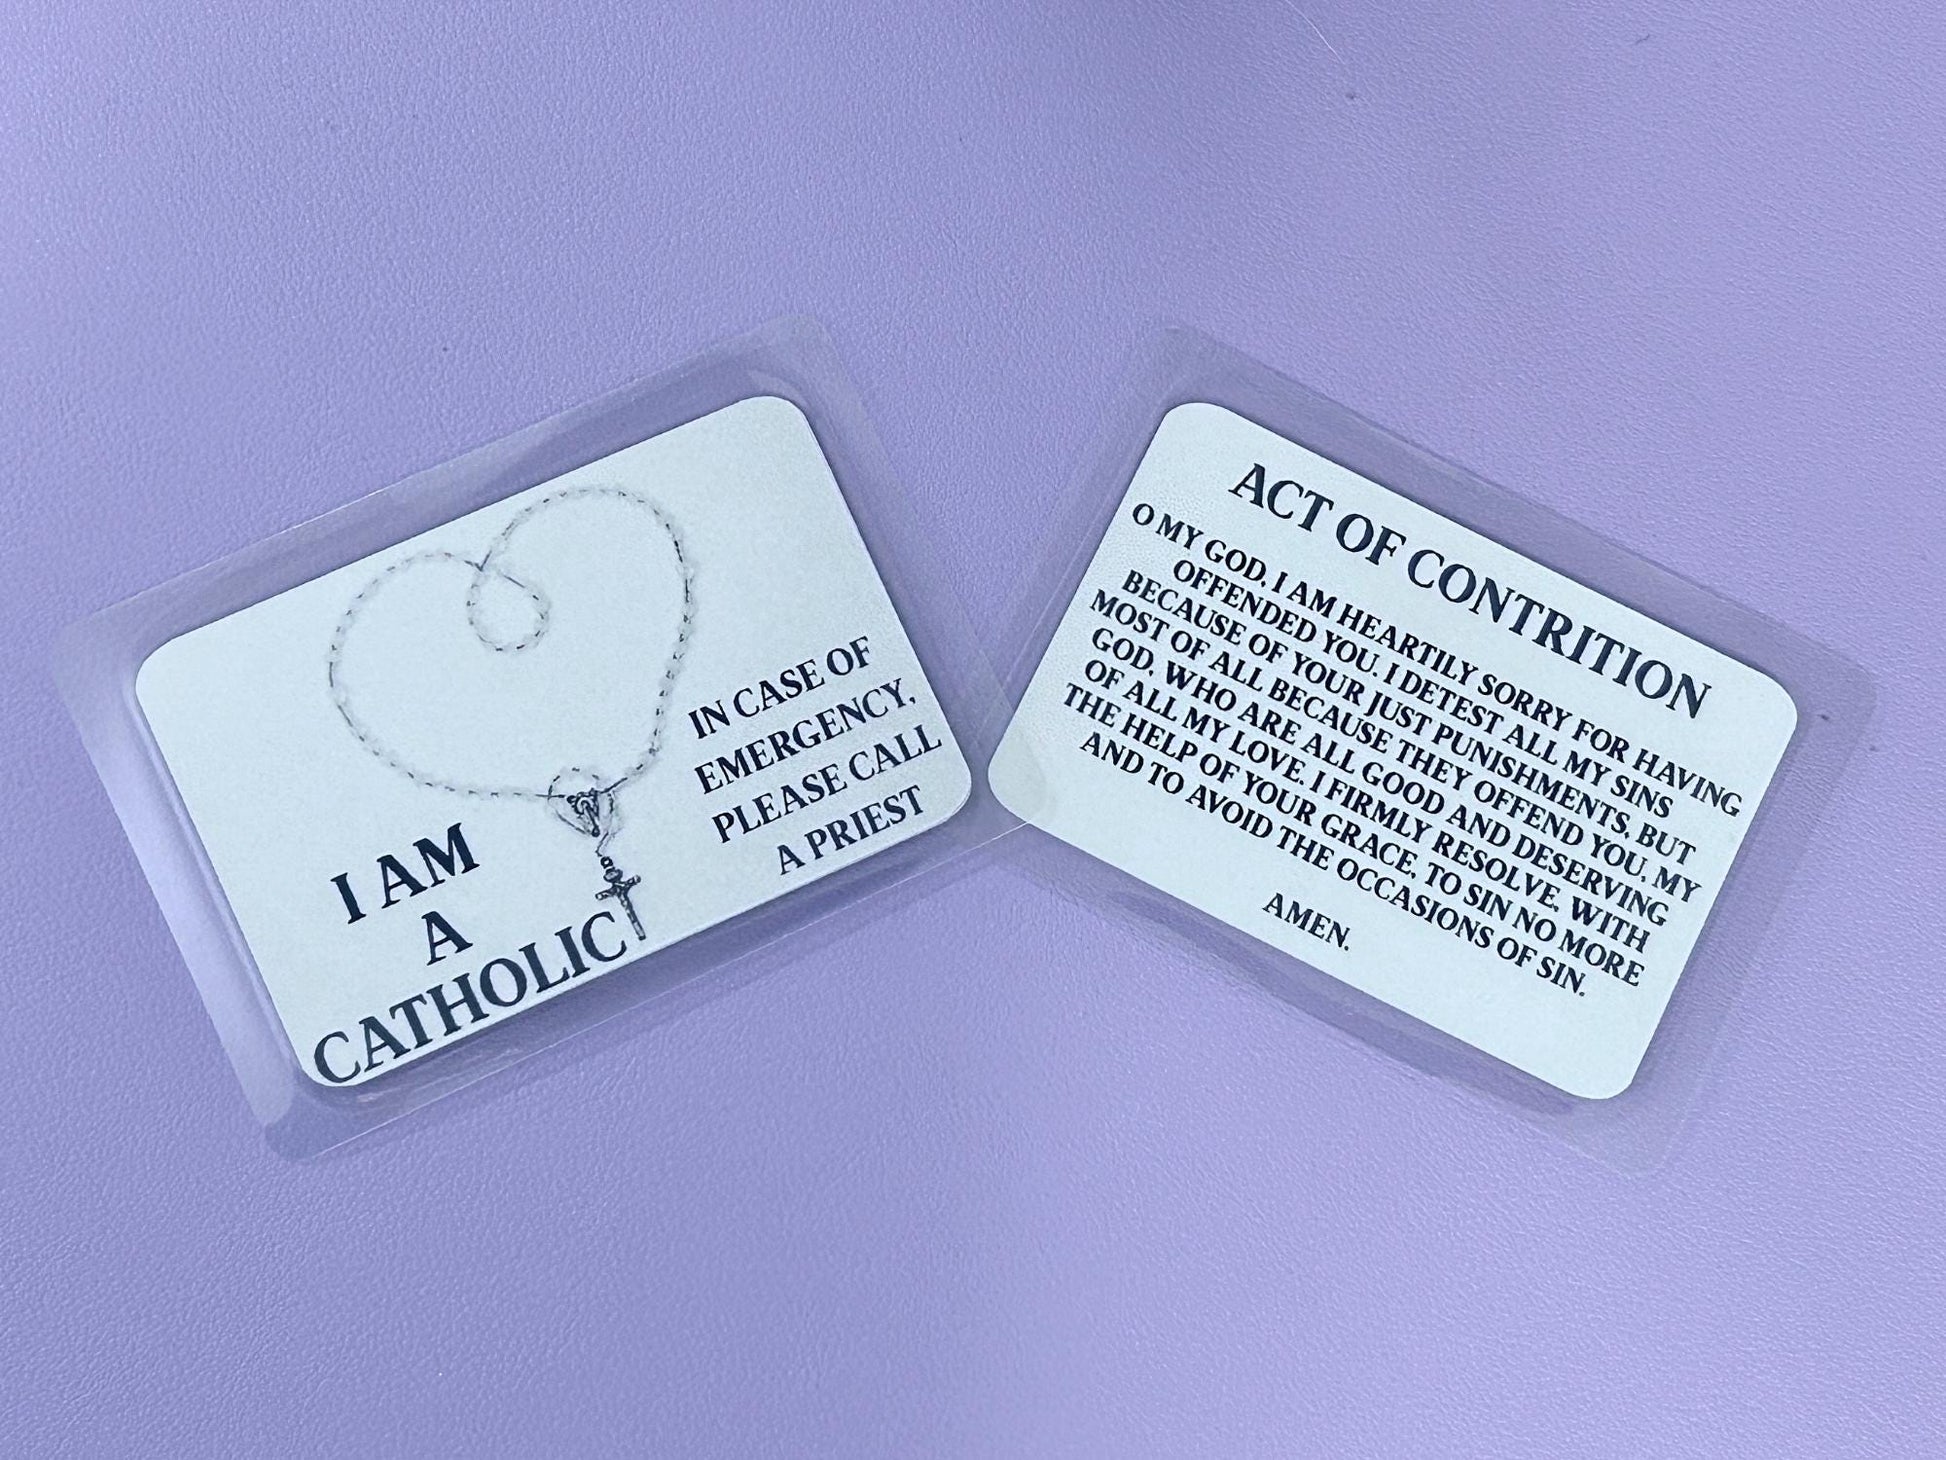 I AM
A
CATHOLIC
IN CASE OF
EMERGENCY,
PLEASE CALL
A PRIEST
ACT OF CONTRITION
O MY GOD, I AM HEARTILY SORRY FOR HAVING
OFFENDED YOU. I DETEST ALL MY SINS
BECAUSE OF YOUR JUST PUNISHMENTS, BUT
MOST OF ALL BECAUSE THEY OFFEND YOU, MY
GOD, WHO ARE ALL GOOD AND DESERVING
OF ALL MY LOVE. I FIRMLY RESOLVE, WITH
THE HELP OF YOUR GRACE, TO SIN NO MORE
AND TO AVOID THE OCCASIONS OF SIN.
AMEN.